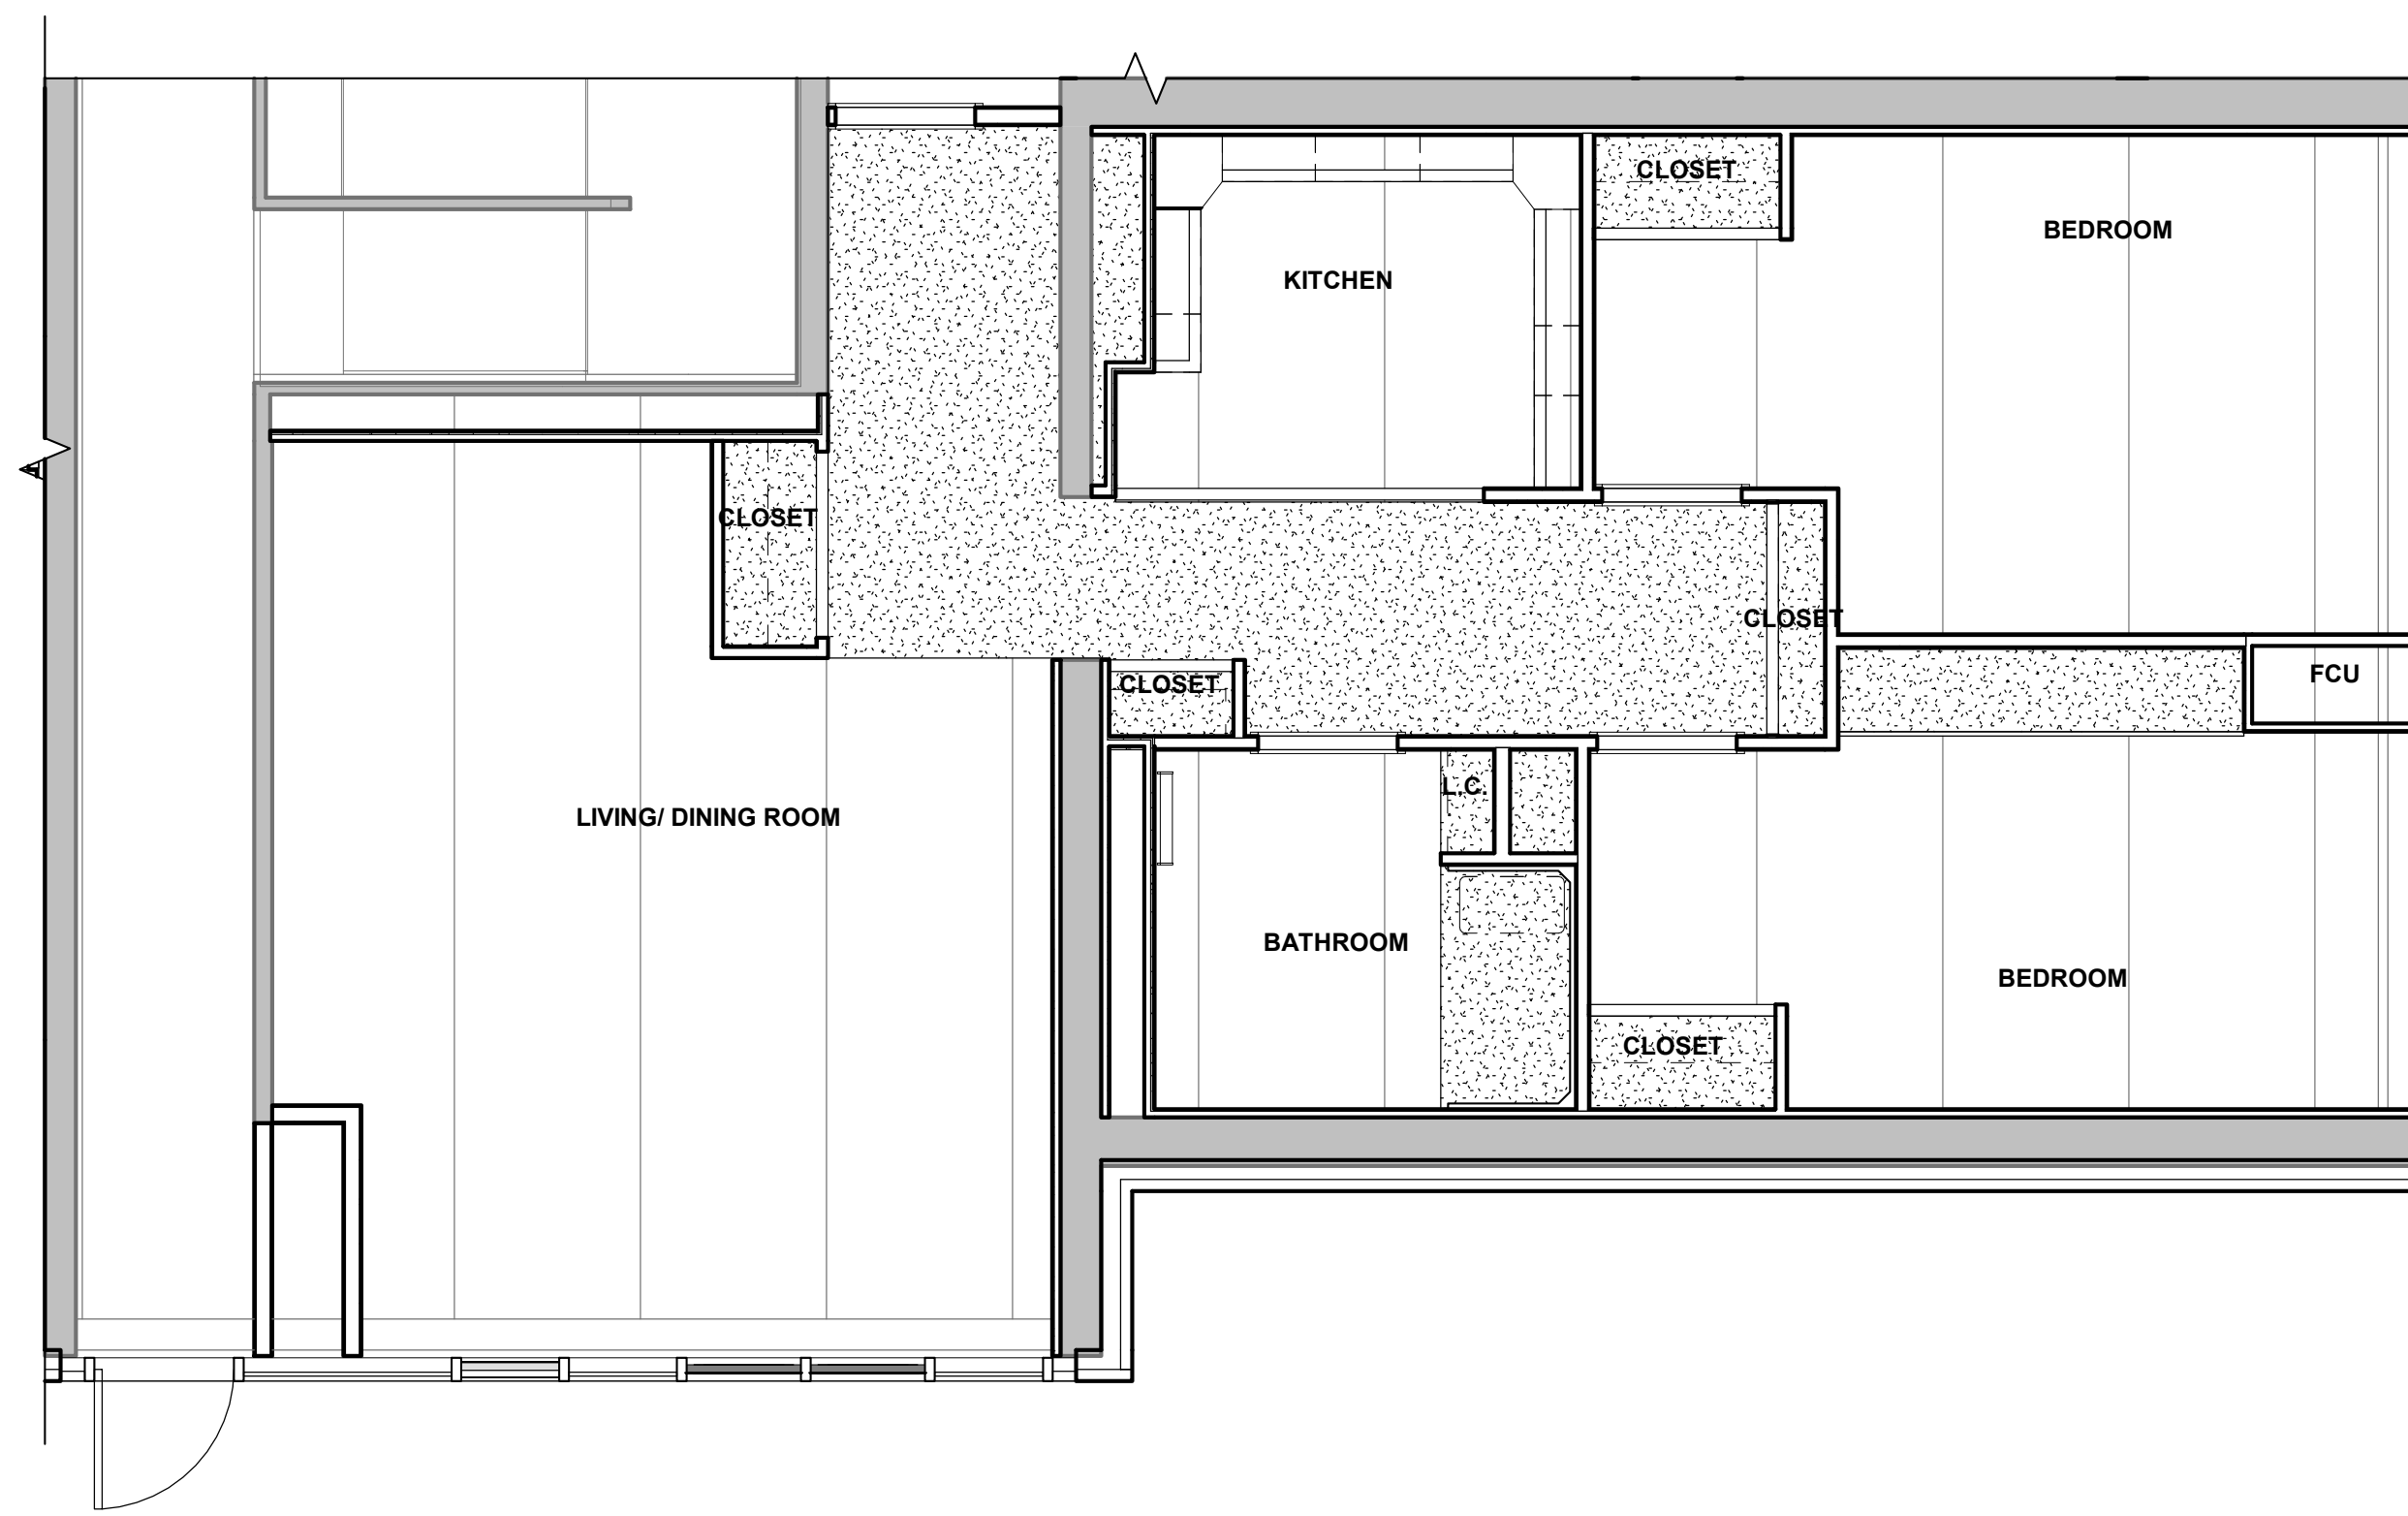 CLOSET
BEDROOM
KITCHEN
CLOSET
CLOSET
FCU
CLOSET
L.C.
LIVING/ DINING ROOM
BATHROOM
BEDROOM
CLOSET